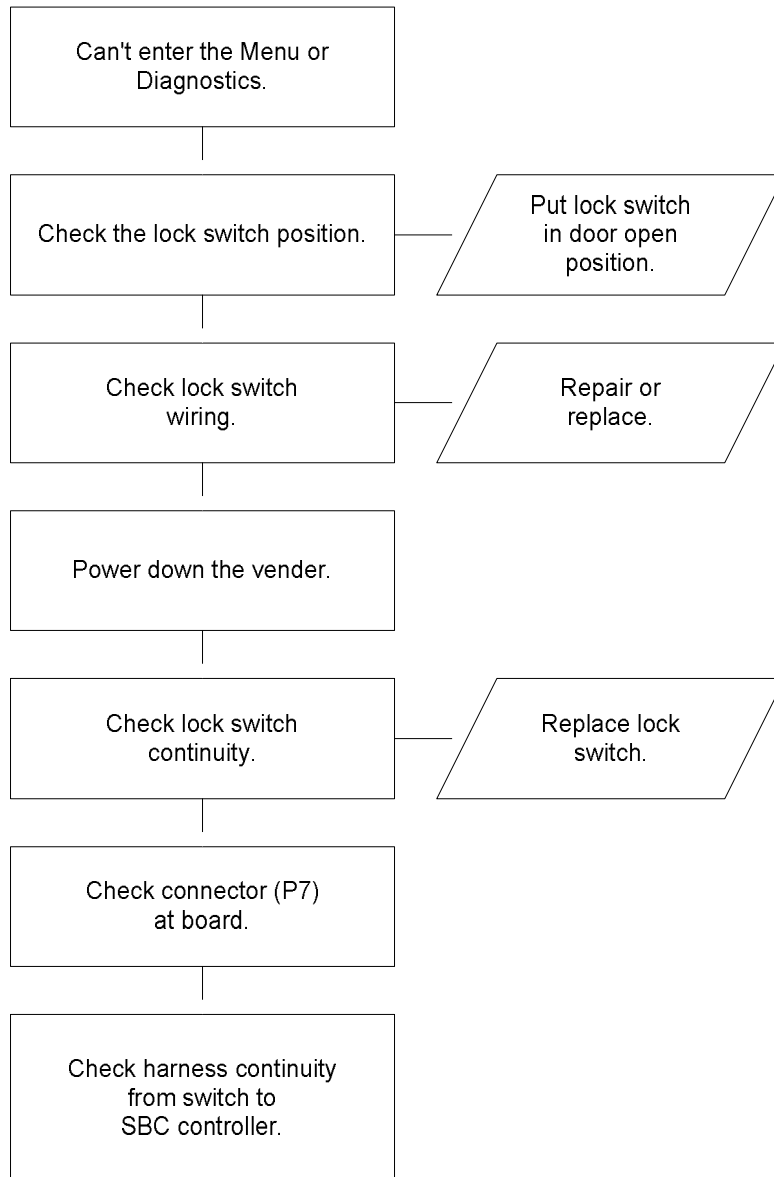 Can't enter the Menu or
Diagnostics.
Check the lock switch position.
Put lock switch
in door open
position.
Check lock switch
wiring.
Repair or
replace.
Power down the vender.
Check lock switch
continuity.
Replace lock
switch.
Check connector (P7)
at board.
Check harness continuity
from switch to
SBC controller.